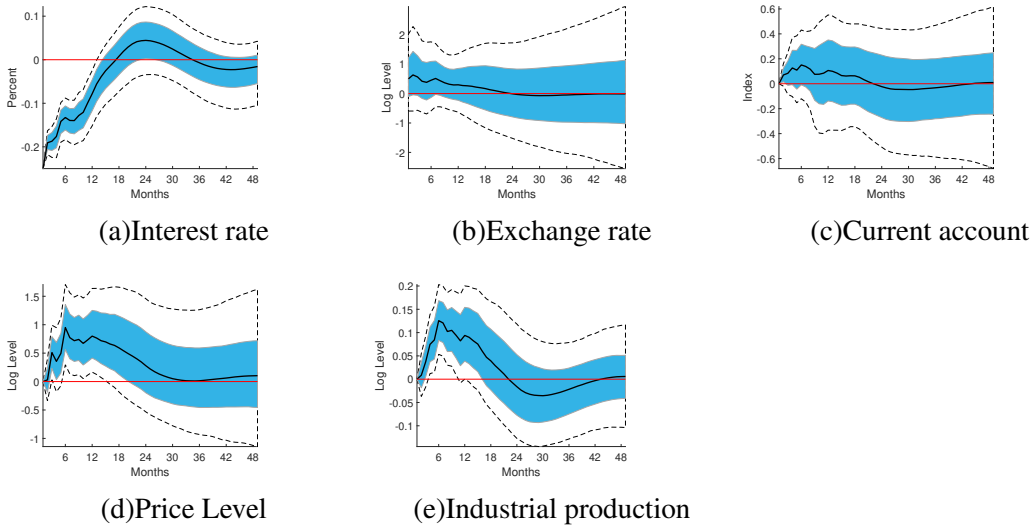 0.1
0
-0.1
-0.2
Percent
6 12 18 24 30 36 42 48
Months
(a)Interest rate
2
1
0
-1
-2
Log Level
6 12 18 24 30 36 42 48
Months
(b)Exchange rate
0.6
0.4
0.2
0
-0.2
-0.4
-0.6
Index
6 12 18 24 30 36 42 48
Months
(c)Current account
1.5
1
0.5
0
-0.5
-1
Log Level
6 12 18 24 30 36 42 48
Months
(d)Price Level
0.2
0.15
0.1
0.05
0
-0.05
-0.1
Log Level
6 12 18 24 30 36 42 48
Months
(e)Industrial production